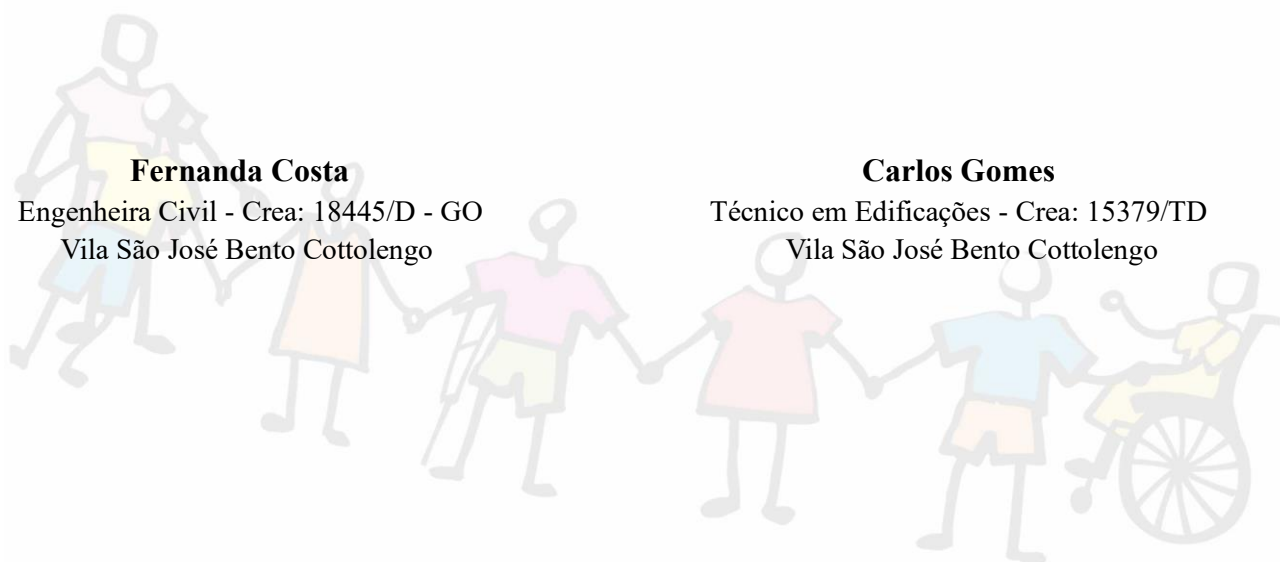 Fernanda Costa
Engenheira Civil - Crea: 18445/D - GO
Vila São José Bento Cottolengo
Carlos Gomes
Técnico em Edificações - Crea: 15379/TD
Vila São José Bento Cottolengo